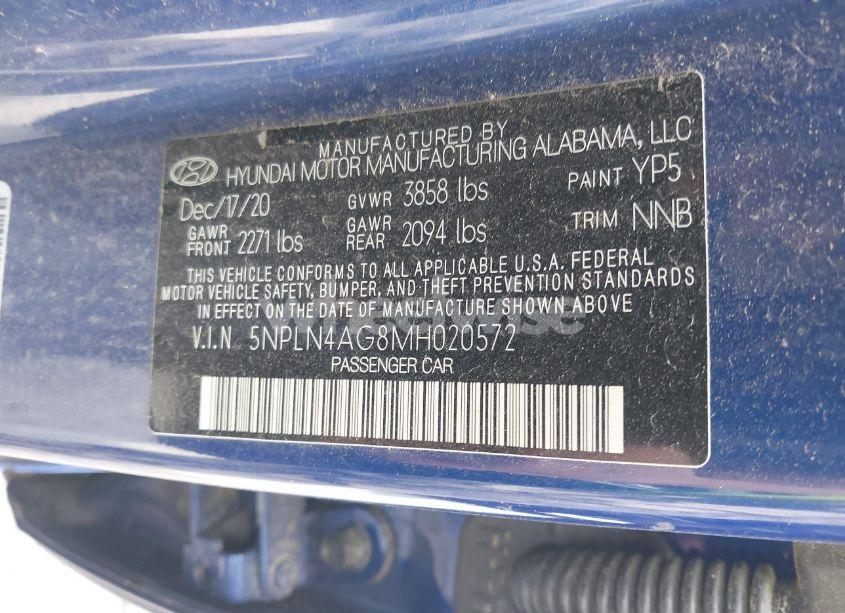 MANUFACTURED BY
HYUNDAI MOTOR MANUFACTURING ALABAMA, LLC
Dec/17/20 GVWR 3858 lbs PAINT YP5
GAWR FRONT 2271 lbs GAWR REAR 2094 lbs TRIM NNB
THIS VEHICLE CONFORMS TO ALL APPLICABLE U.S.A. FEDERAL
MOTOR VEHICLE SAFETY, BUMPER, AND THEFT PREVENTION STANDARDS
IN EFFECT ON THE DATE OF MANUFACTURE SHOWN ABOVE
V.I.N 5NPLN4AG8MH020572
PASSENGER CAR